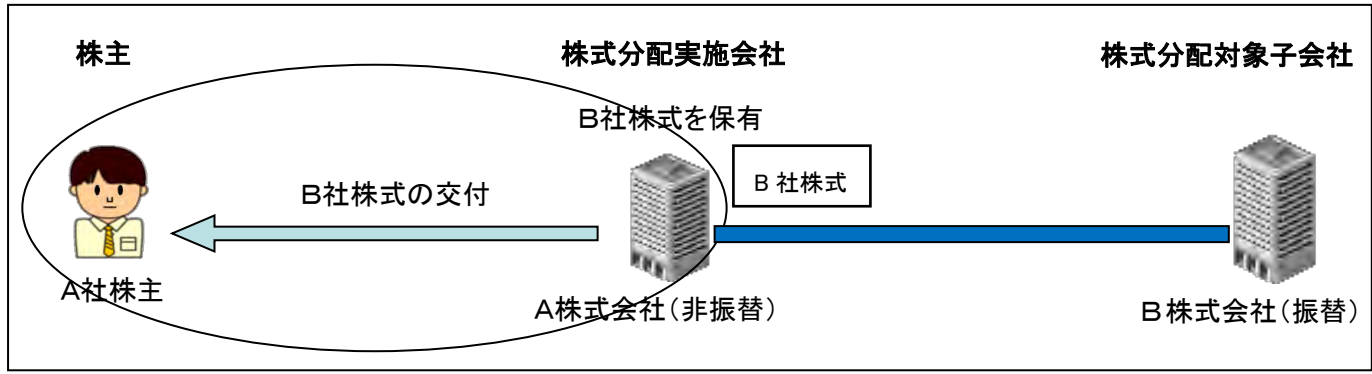 株主
株式分配実施会社
株式分配対象子会社
B社株式を保有
B 社株式
B社株式の交付
A社株主
A株式会社(非振替)
B株式会社(振替)